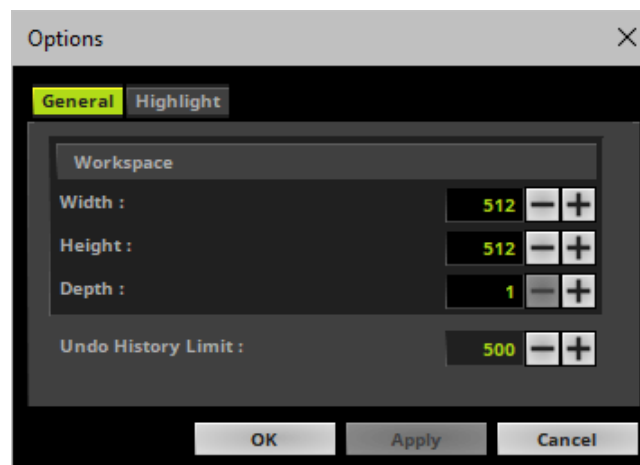 Options
General Highlight
Workspace
Width : 512
Height : 512
Depth : 1
Undo History Limit : 500
OK Apply Cancel